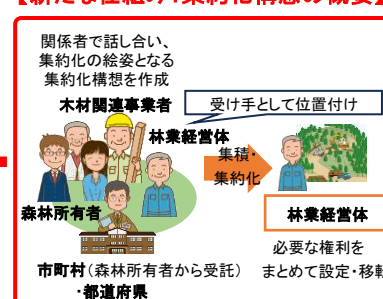 【新たな仕組み：集約化構想の概要】
関係者で話し合い、
集約化の絵姿となる
集約化構想を作成
木材関連事業者
受け手として位置付け
林業経営体
集積・
集約化
森林所有者
林業経営体
必要な権利を
まとめて設定・移転
市町村（森林所有者から受託）
・都道府県